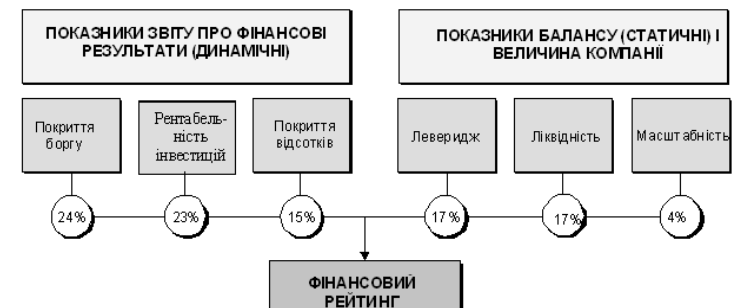 ПОКАЗНИКИ ЗВІТУ ПРО ФІНАНСОВІ
РЕЗУЛЬТАТИ (ДИНАМІЧНІ)
ПОКАЗНИКИ БАЛАНСУ (СТАТИЧНІ) І
ВЕЛИЧИНА КОМПАНІЇ
Покриття
боргу
Рентабель-
ність
інвестицій
Покриття
відсотків
Леверидж
Ліквідність
Масштабність
24%
23%
15%
17%
17%
4%
ФІНАНСОВИЙ
РЕЙТИНГ